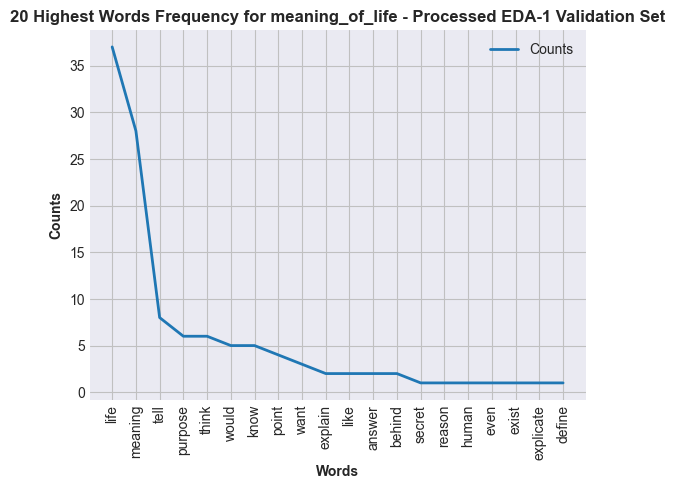 20 Highest Words Frequency for meaning_of_life - Processed EDA-1 Validation Set
Counts
Counts
35
30
25
20
15
10
5
0
life
meaning
tell
purpose
think
would
know
point
want
explain
like
answer
behind
secret
reason
human
even
exist
explicate
define
Words